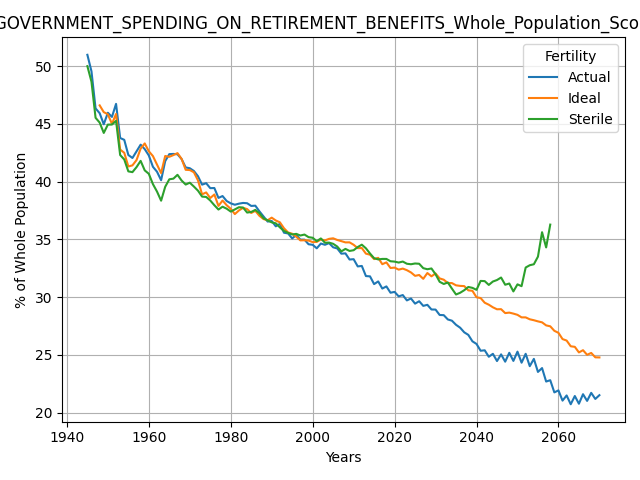 GOVERNMENT_SPENDING_ON_RETIREMENT_BENEFITS_Whole_Population_Sco
50
45
40
35
30
25
20
% of Whole Population
Fertility
Actual
Ideal
Sterile
1940 1960 1980 2000 2020 2040 2060
Years